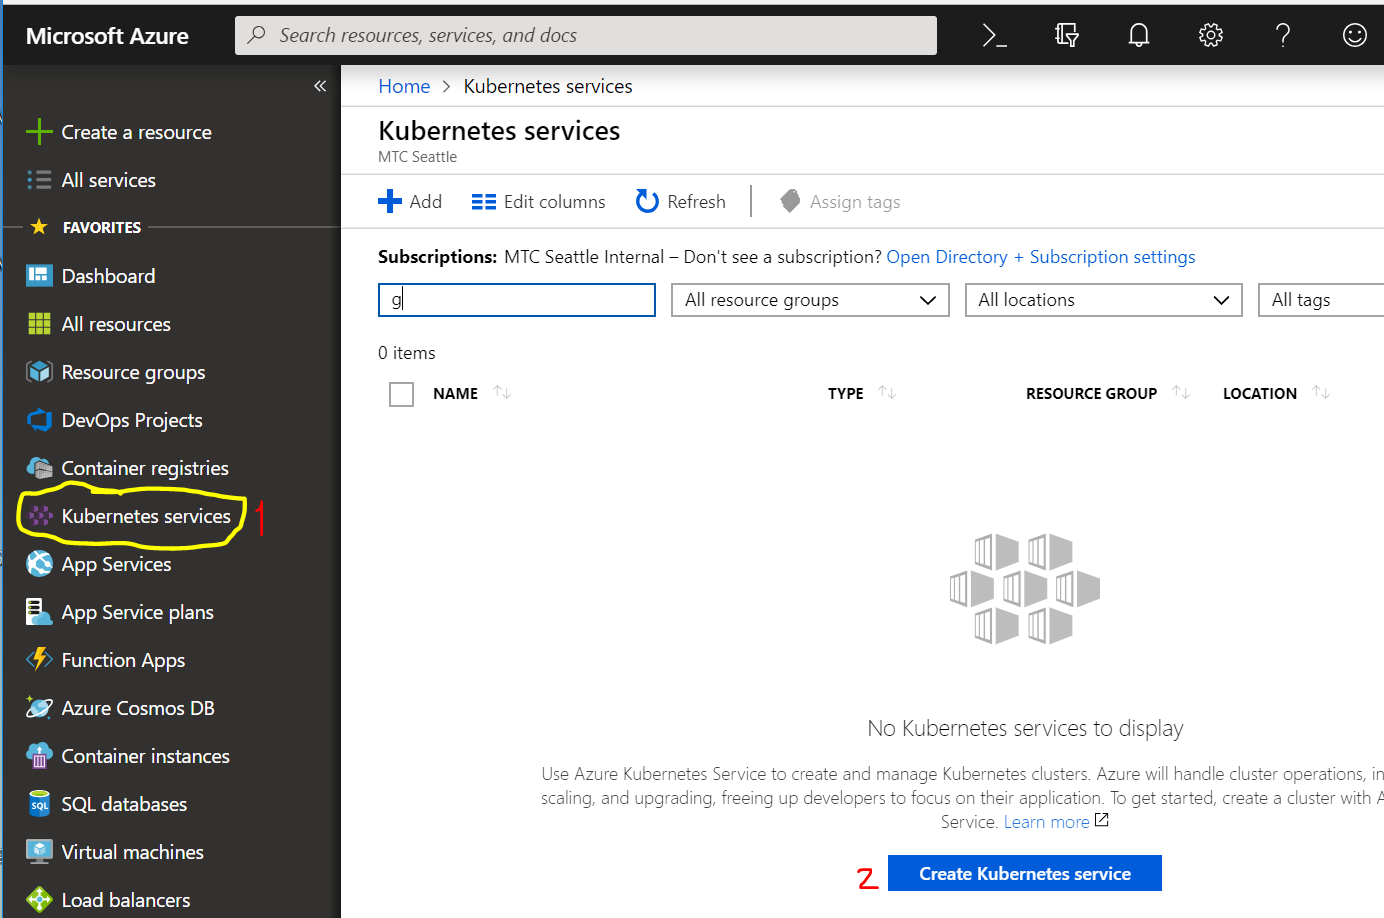 Microsoft Azure
Search resources, services, and docs
Create a resource
All services
FAVORITES
Dashboard
All resources
Resource groups
DevOps Projects
Container registries
Kubernetes services 1
App Services
App Service plans
Function Apps
Azure Cosmos DB
Container instances
SQL databases
Virtual machines
Load balancers
Home > Kubernetes services
Kubernetes services
MTC Seattle
Add Edit columns Refresh Assign tags
Subscriptions: MTC Seattle Internal – Don't see a subscription? Open Directory + Subscription settings
g All resource groups All locations All tags
0 items
NAME TYPE RESOURCE GROUP LOCATION
No Kubernetes services to display
Use Azure Kubernetes Service to create and manage Kubernetes clusters. Azure will handle cluster operations, in
scaling, and upgrading, freeing up developers to focus on their application. To get started, create a cluster with A
Service. Learn more
2 Create Kubernetes service